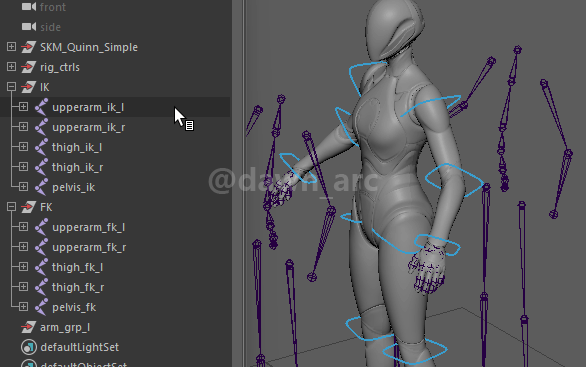 front
side
SKM_Quinn_Simple
rig_ctrls
IK
upperarm_ik_l
upperarm_ik_r
thigh_ik_l
thigh_ik_r
pelvis_ik
@dawn_arc
FK
upperarm_fk_l
upperarm_fk_r
thigh_fk_l
thigh_fk_r
pelvis_fk
arm_grp_l
defaultLightSet
defaultObjectSet